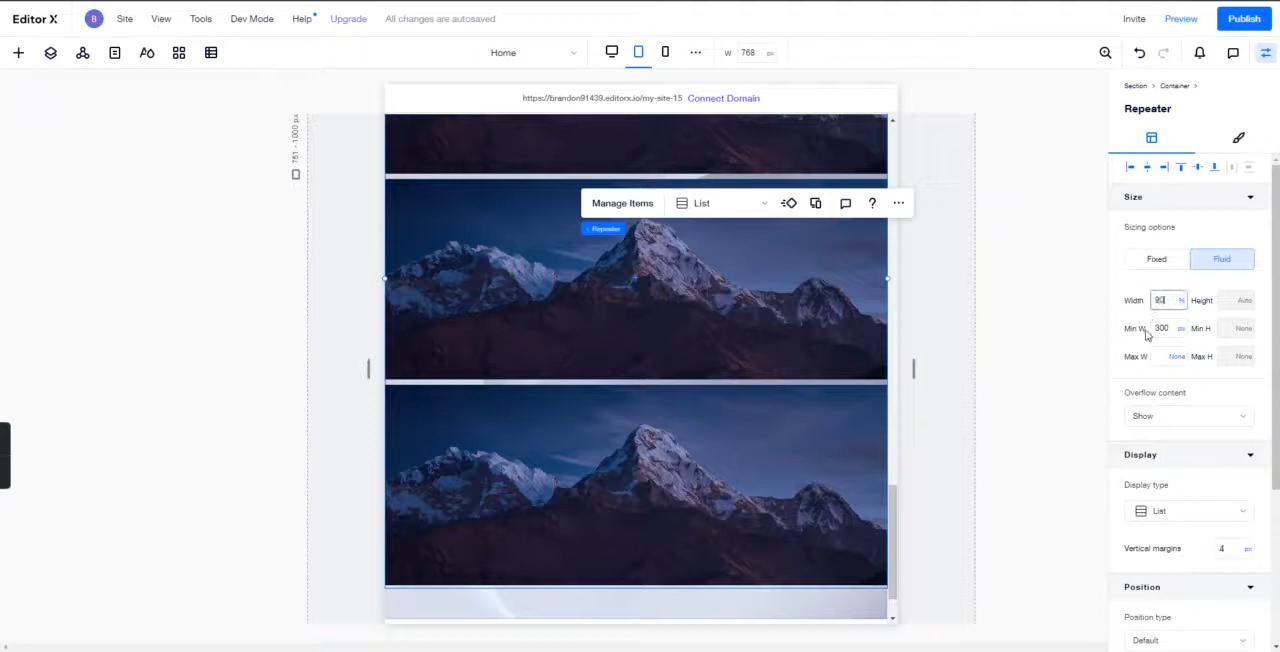 Editor X
B
Site
View
Tools
Dev Mode
Help
Upgrade
All changes are autosaved
Invite
Preview
Publish
Home
W 768 px
https://brandon91439.editorx.io/my-site-15 Connect Domain
751 - 1000 px
Manage Items
List
?
< Repeater
Section > Container >
Repeater
Size
Sizing options
Fixed
Fluid
Width % Height Auto
Min W 300 px Min H None
Max W None Max H None
Overflow content
Show
Display
Display type
List
Vertical margins 4 px
Position
Position type
Default